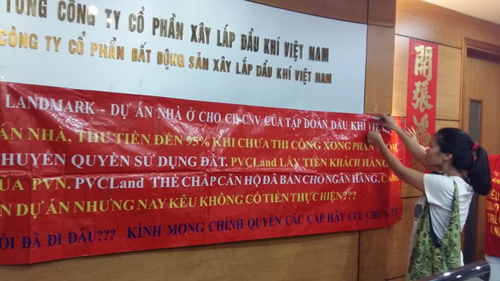 TỔNG CÔNG TY CỔ PHẦN XÂY LẮP DẦU KHÍ VIỆT NAM
CÔNG TY CỔ PHẦN BẤT ĐỘNG SẢN XÂY LẮP DẦU KHÍ VIỆT NAM
LANDMARK - DỰ ÁN NHÀ Ở CHO CB-CNV CỦA TẬP ĐOÀN DẦU KHÍ
ÁN NHÀ, THU TIỀN ĐẾN 95% KHI CHƯA THI CÔNG XONG PHẦN
HUYỂN QUYỀN SỬ DỤNG ĐẤT, PVCLand LẤY TIỀN KHÁCH HÀNG
ỦA PVN, PVCLand THẾ CHẤP CĂN HỘ ĐÃ BÁN CHO NGÂN HÀNG,
N DỰ ÁN NHƯNG NAY KÊU KHÔNG CÓ TIỀN THỰC HIỆN???
ÔI ĐÃ ĐI ĐÂU??? KÍNH MONG CHÍNH QUYỀN CÁC CẤP HÃY CỨU CHÚNG
開張鴻